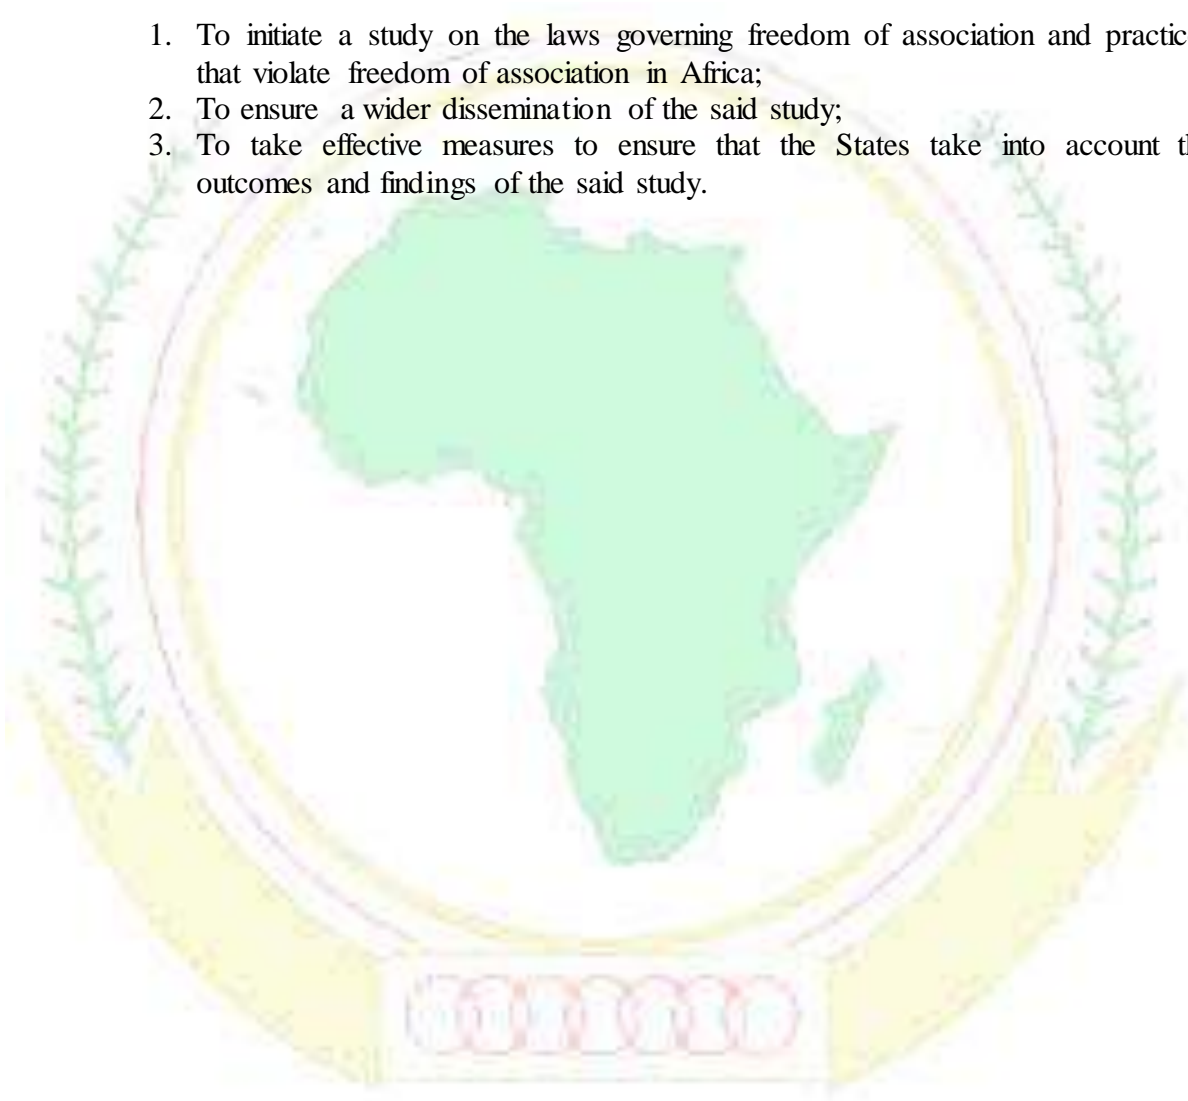 1. To initiate a study on the laws governing freedom of association and practic
that violate freedom of association in Africa;
2. To ensure a wider dissemination of the said study;
3. To take effective measures to ensure that the States take into account th
outcomes and findings of the said study.